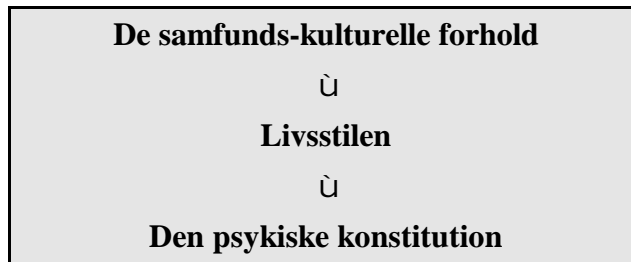 De samfunds-kulturelle forhold
ù
Livsstilen
ù
Den psykiske konstitution